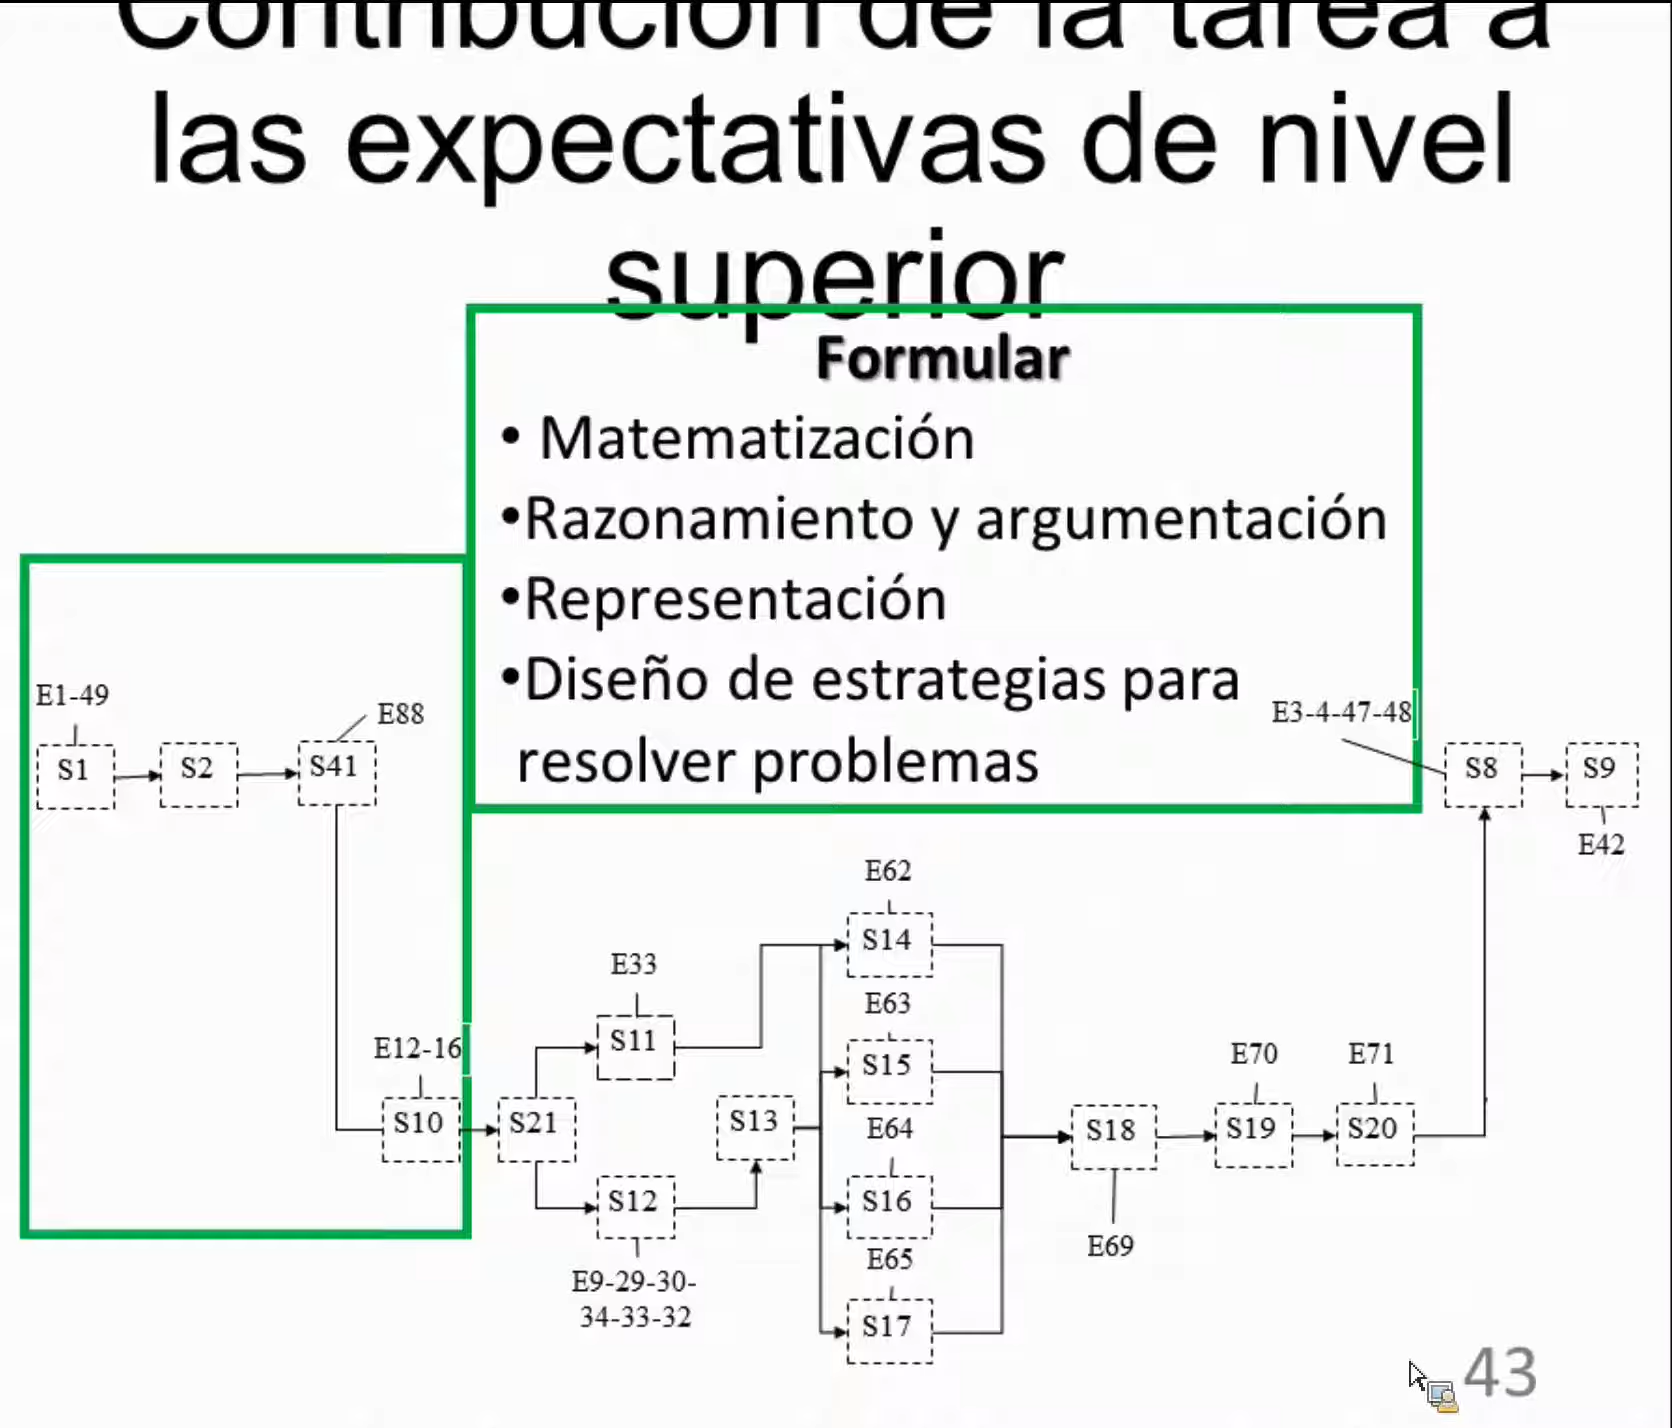 Contribución de la tarea a
las expectativas de nivel
superior
Formular
• Matematización
•Razonamiento y argumentación
•Representación
•Diseño de estrategias para
resolver problemas
E1-49
E88
E3-4-47-48
S1
S2
S41
S8
S9
E42
E62
S14
E33
E63
S11
S15
E12-16
E70
E71
S10
S21
S13
E64
S18
S19
S20
S12
S16
E69
E65
E9-29-30-
34-33-32
S17
43